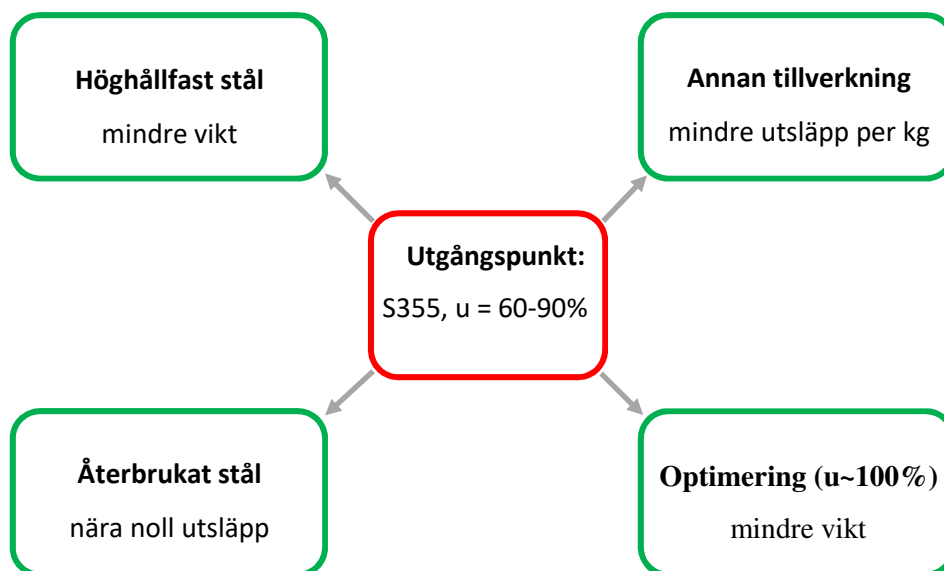 Höghållfast stål
mindre vikt
Annan tillverkning
mindre utsläpp per kg
Utgångspunkt:
S355, u = 60-90%
Återbrukat stål
nära noll utsläpp
Optimering (u~100%)
mindre vikt